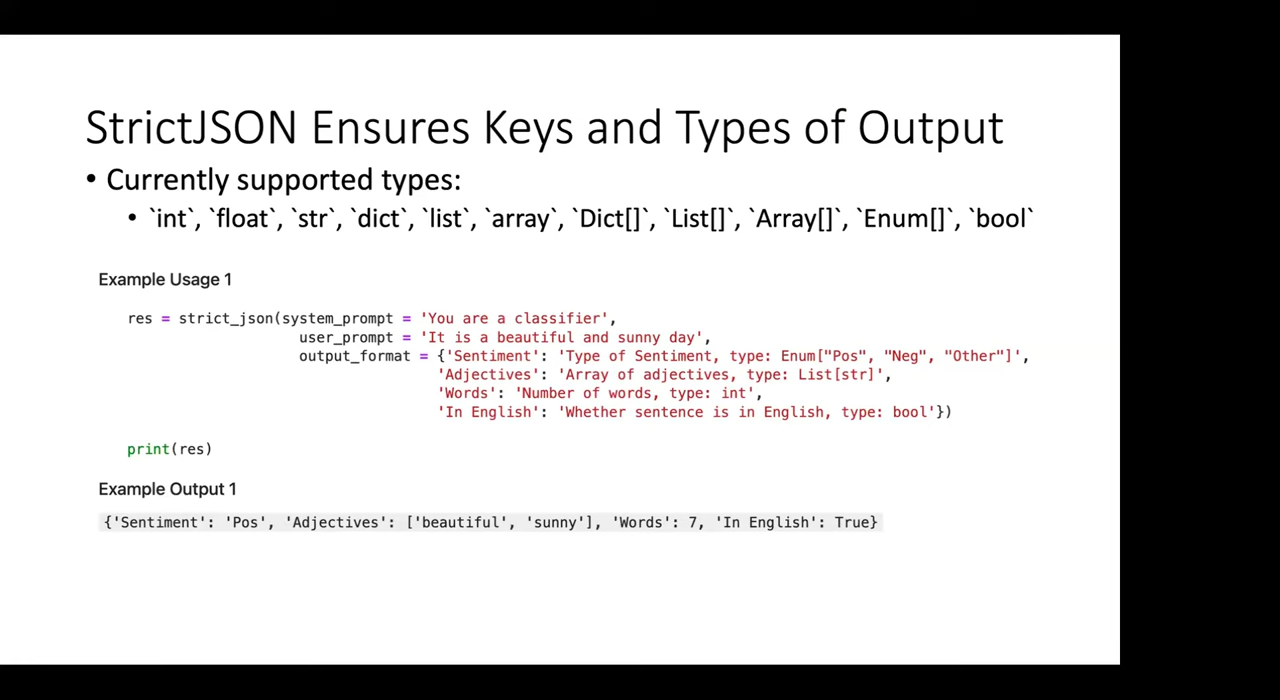 StrictJSON Ensures Keys and Types of Output
• Currently supported types:
• `int`, `float`, `str`, `dict`, `list`, `array`, `Dict[]`, `List[]`, `Array[]`, `Enum[]`, `bool`
Example Usage 1
res = strict_json(system_prompt = 'You are a classifier',
user_prompt = 'It is a beautiful and sunny day',
output_format = {'Sentiment': 'Type of Sentiment, type: Enum["Pos", "Neg", "Other"]',
'Adjectives': 'Array of adjectives, type: List[str]',
'Words': 'Number of words, type: int',
'In English': 'Whether sentence is in English, type: bool'})
print(res)
Example Output 1
{'Sentiment': 'Pos', 'Adjectives': ['beautiful', 'sunny'], 'Words': 7, 'In English': True}